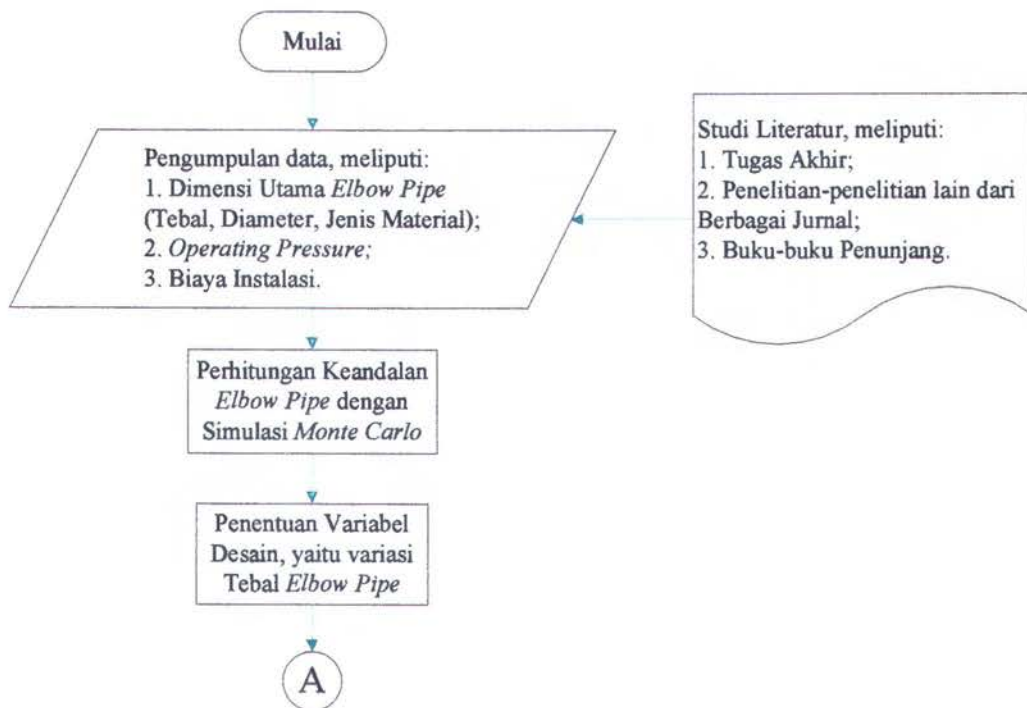 Mulai
Pengumpulan data, meliputi:
1. Dimensi Utama Elbow Pipe
(Tebal, Diameter, Jenis Material);
2. Operating Pressure;
3. Biaya Instalasi.
Studi Literatur, meliputi:
1. Tugas Akhir;
2. Penelitian-penelitian lain dari
Berbagai Jurnal;
3. Buku-buku Penunjang.
Perhitungan Keandalan
Elbow Pipe dengan
Simulasi Monte Carlo
Penentuan Variabel
Desain, yaitu variasi
Tebal Elbow Pipe
A